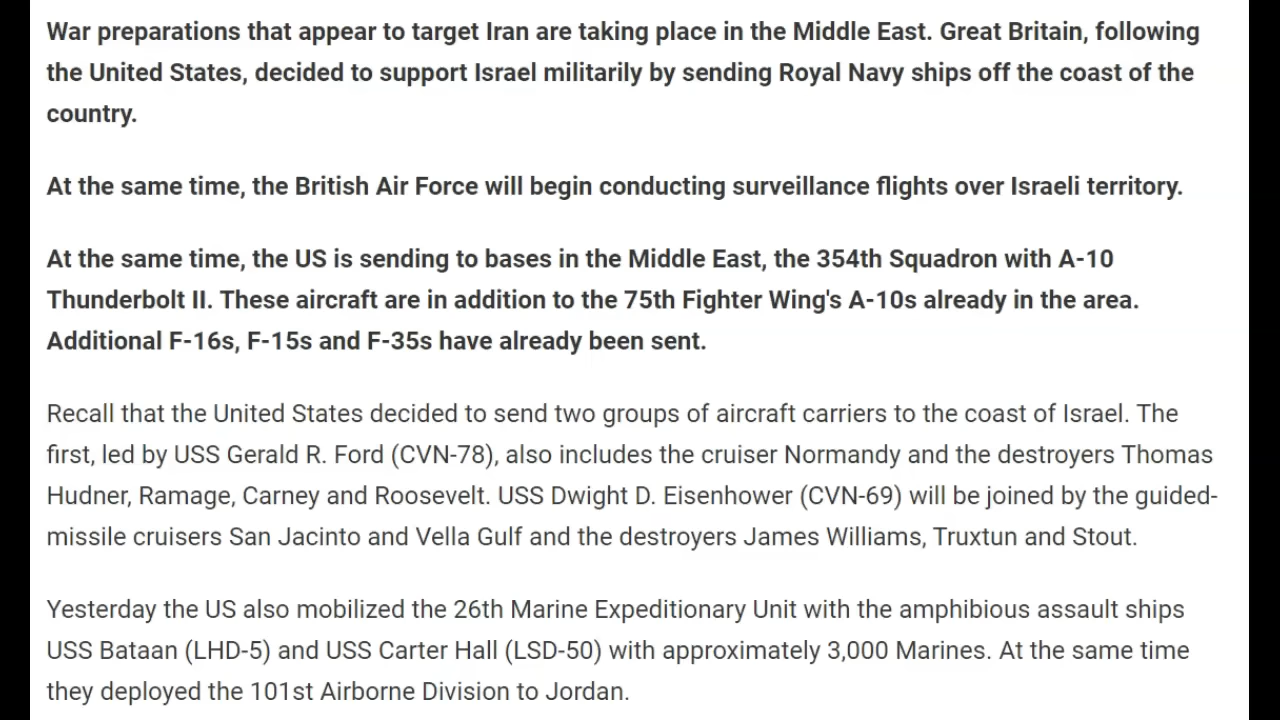 War preparations that appear to target Iran are taking place in the Middle East. Great Britain, following
the United States, decided to support Israel militarily by sending Royal Navy ships off the coast of the
country.
At the same time, the British Air Force will begin conducting surveillance flights over Israeli territory.
At the same time, the US is sending to bases in the Middle East, the 354th Squadron with A-10
Thunderbolt II. These aircraft are in addition to the 75th Fighter Wing's A-10s already in the area.
Additional F-16s, F-15s and F-35s have already been sent.
Recall that the United States decided to send two groups of aircraft carriers to the coast of Israel. The
first, led by USS Gerald R. Ford (CVN-78), also includes the cruiser Normandy and the destroyers Thomas
Hudner, Ramage, Carney and Roosevelt. USS Dwight D. Eisenhower (CVN-69) will be joined by the guided-
missile cruisers San Jacinto and Vella Gulf and the destroyers James Williams, Truxtun and Stout.
Yesterday the US also mobilized the 26th Marine Expeditionary Unit with the amphibious assault ships
USS Bataan (LHD-5) and USS Carter Hall (LSD-50) with approximately 3,000 Marines. At the same time
they deployed the 101st Airborne Division to Jordan.